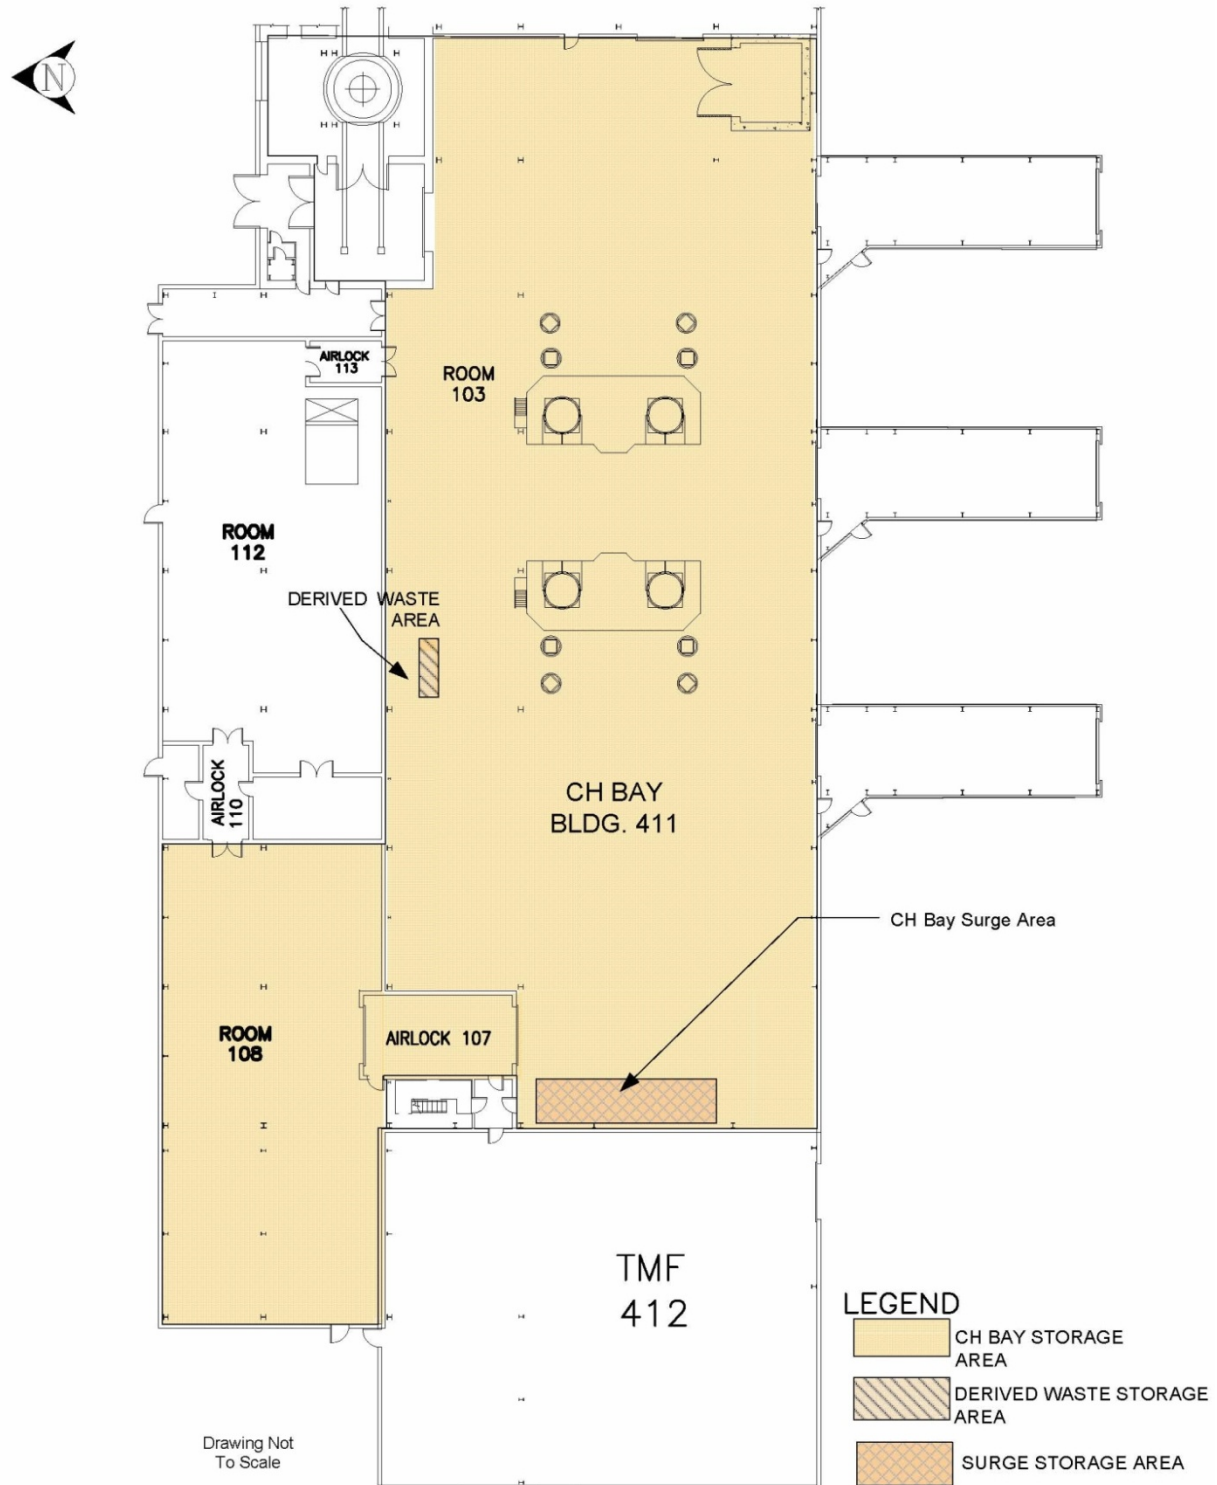 N
AIRLOCK
113
ROOM
103
ROOM
112
DERIVED WASTE
AREA
AIRLOCK
110
CH BAY
BLDG. 411
CH Bay Surge Area
ROOM
108
AIRLOCK 107
TMF
412
LEGEND
CH BAY STORAGE
AREA
DERIVED WASTE STORAGE
AREA
SURGE STORAGE AREA
Drawing Not
To Scale